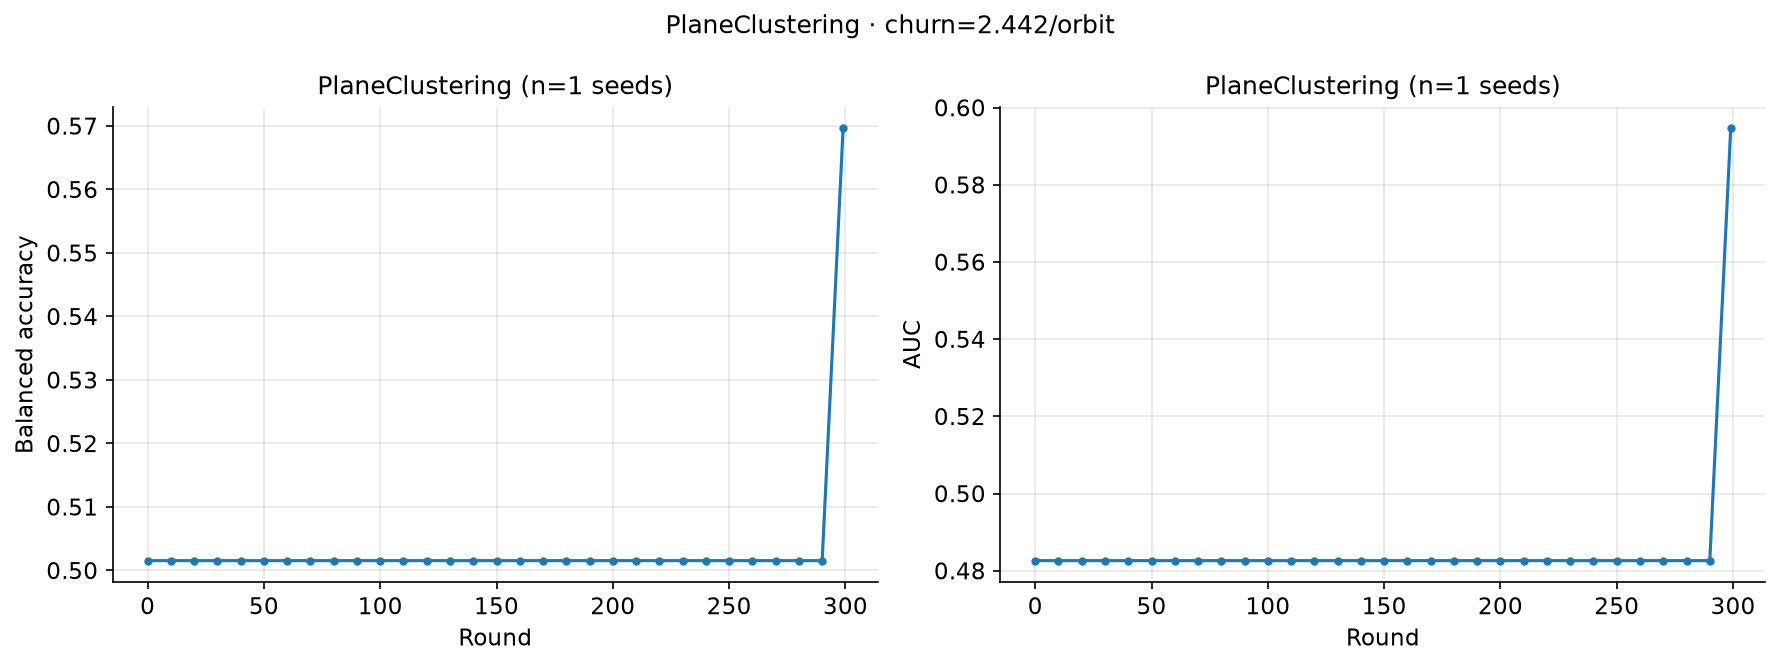 PlaneClustering · churn=2.442/orbit
PlaneClustering (n=1 seeds)
Balanced accuracy
0.57
0.56
0.55
0.54
0.53
0.52
0.51
0.50
0 50 100 150 200 250 300
Round
PlaneClustering (n=1 seeds)
AUC
0.60
0.58
0.56
0.54
0.52
0.50
0.48
0 50 100 150 200 250 300
Round